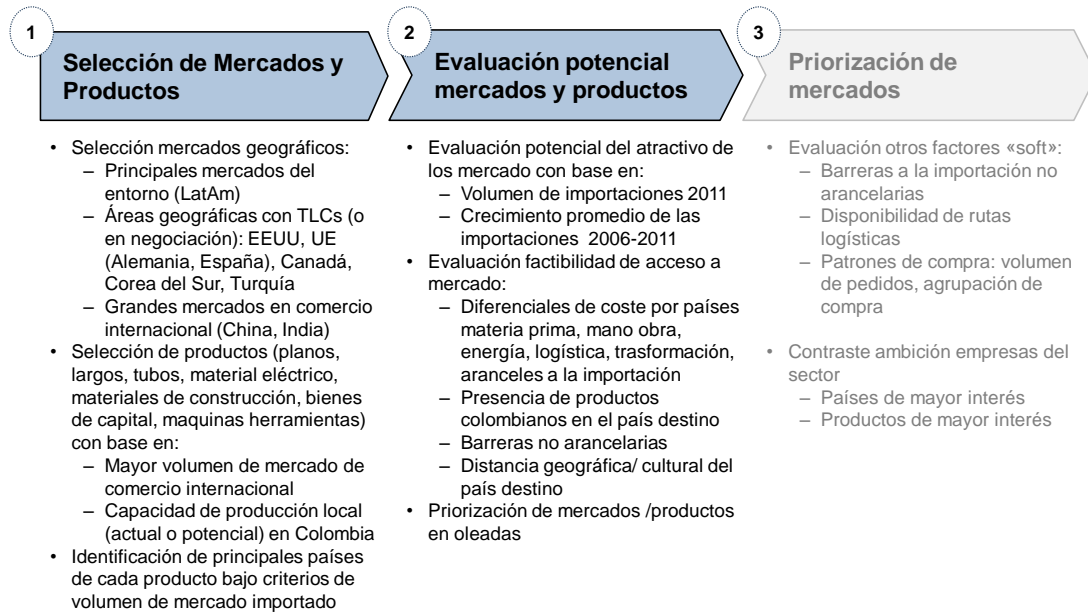 1
Selección de Mercados y
Productos
• Selección mercados geográficos:
– Principales mercados del
entorno (LatAm)
– Áreas geográficas con TLCs (o
en negociación): EEUU, UE
(Alemania, España), Canadá,
Corea del Sur, Turquía
– Grandes mercados en comercio
internacional (China, India)
• Selección de productos (planos,
largos, tubos, material eléctrico,
materiales de construcción, bienes
de capital, maquinas herramientas)
con base en:
– Mayor volumen de mercado de
comercio internacional
– Capacidad de producción local
(actual o potencial) en Colombia
• Identificación de principales países
de cada producto bajo criterios de
volumen de mercado importado
2
Evaluación potencial
mercados y productos
• Evaluación potencial del atractivo de
los mercado con base en:
– Volumen de importaciones 2011
– Crecimiento promedio de las
importaciones 2006-2011
• Evaluación factibilidad de acceso a
mercado:
– Diferenciales de coste por países
materia prima, mano obra,
energía, logística, trasformación,
aranceles a la importación
– Presencia de productos
colombianos en el país destino
– Barreras no arancelarias
– Distancia geográfica/ cultural del
país destino
• Priorización de mercados /productos
en oleadas
3
Priorización de
mercados
• Evaluación otros factores «soft»:
– Barreras a la importación no
arancelarias
– Disponibilidad de rutas
logísticas
– Patrones de compra: volumen
de pedidos, agrupación de
compra
• Contraste ambición empresas del
sector
– Países de mayor interés
– Productos de mayor interés